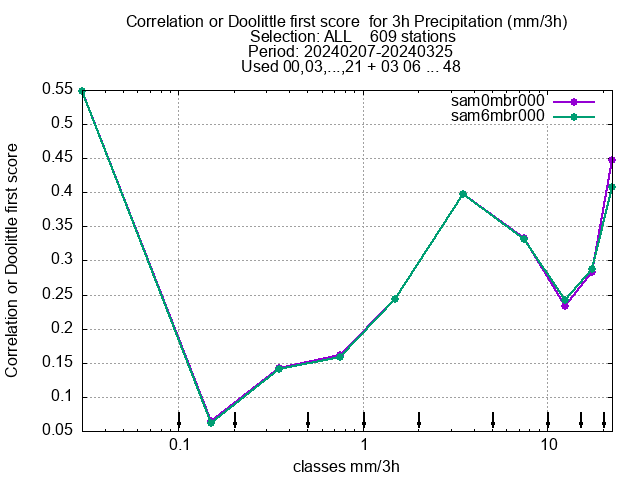 Correlation or Doolittle first score  for 3h Precipitation (mm/3h)
Selection: ALL    609 stations
Period: 20240207-20240325
Used 00,03,...,21 + 03 06 ... 48
sam0mbr000
sam6mbr000
Correlation or Doolittle first score
0.55
0.5
0.45
0.4
0.35
0.3
0.25
0.2
0.15
0.1
0.05
0.1
1
10
classes mm/3h